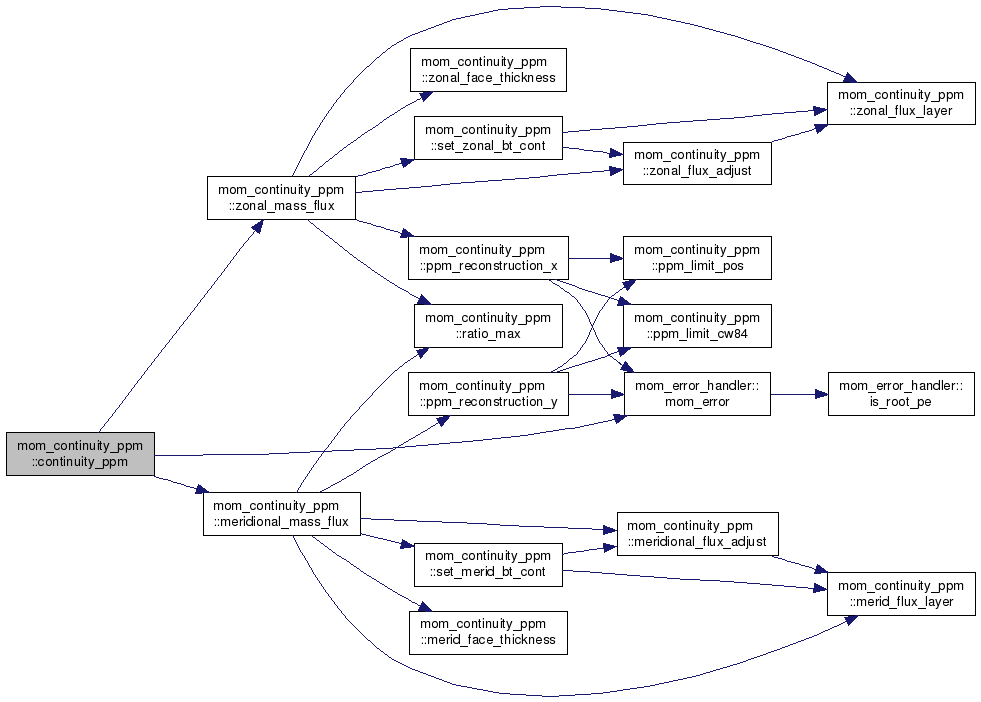 mom_continuity_ppm
::zonal_face_thickness
mom_continuity_ppm
::zonal_flux_layer
mom_continuity_ppm
::set_zonal_bt_cont
mom_continuity_ppm
::zonal_flux_adjust
mom_continuity_ppm
::zonal_mass_flux
mom_continuity_ppm
::ppm_reconstruction_x
mom_continuity_ppm
::ppm_limit_pos
mom_continuity_ppm
::ratio_max
mom_continuity_ppm
::ppm_limit_cw84
mom_continuity_ppm
::ppm_reconstruction_y
mom_error_handler::
mom_error
mom_error_handler::
is_root_pe
mom_continuity_ppm
::continuity_ppm
mom_continuity_ppm
::meridional_mass_flux
mom_continuity_ppm
::meridional_flux_adjust
mom_continuity_ppm
::set_merid_bt_cont
mom_continuity_ppm
::merid_flux_layer
mom_continuity_ppm
::merid_face_thickness